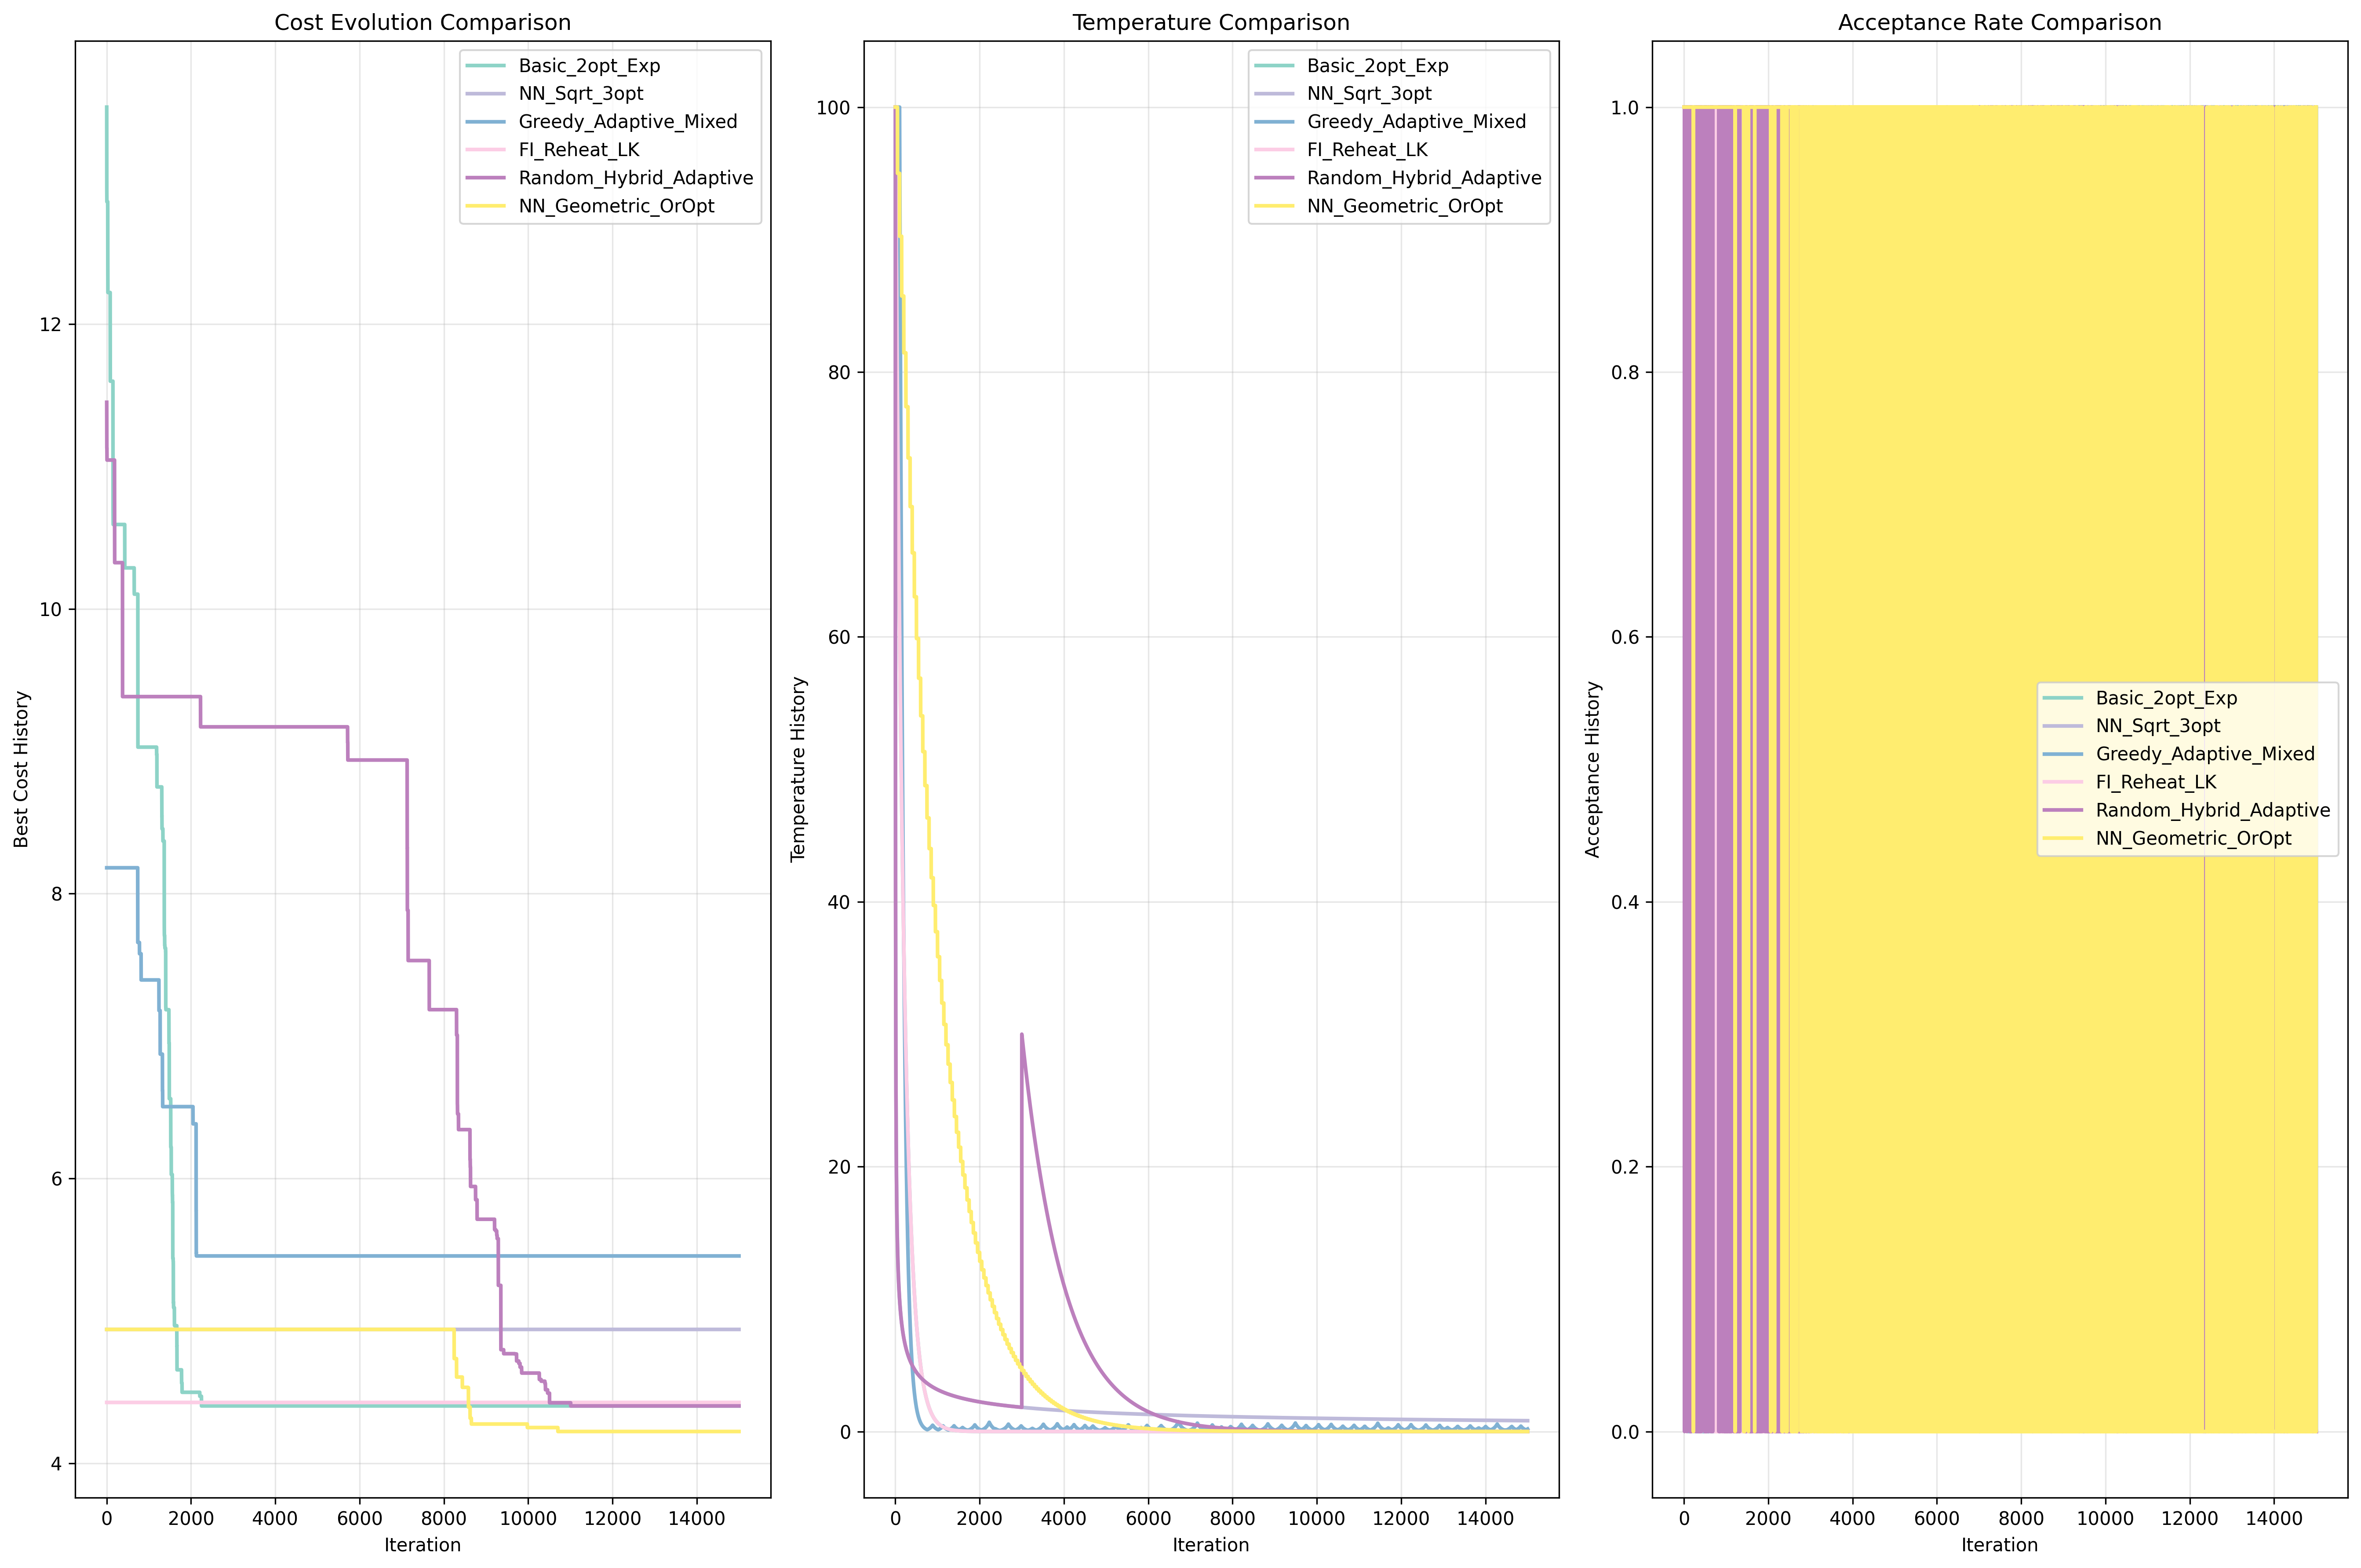 Cost Evolution Comparison
Best Cost History
12
10
8
6
4
0 2000 4000 6000 8000 10000 12000 14000
Iteration
Basic_2opt_Exp
NN_Sqrt_3opt
Greedy_Adaptive_Mixed
FI_Reheat_LK
Random_Hybrid_Adaptive
NN_Geometric_OrOpt
Temperature Comparison
Temperature History
100
80
60
40
20
0
0 2000 4000 6000 8000 10000 12000 14000
Iteration
Basic_2opt_Exp
NN_Sqrt_3opt
Greedy_Adaptive_Mixed
FI_Reheat_LK
Random_Hybrid_Adaptive
NN_Geometric_OrOpt
Acceptance Rate Comparison
Acceptance History
1.0
0.8
0.6
0.4
0.2
0.0
0 2000 4000 6000 8000 10000 12000 14000
Iteration
Basic_2opt_Exp
NN_Sqrt_3opt
Greedy_Adaptive_Mixed
FI_Reheat_LK
Random_Hybrid_Adaptive
NN_Geometric_OrOpt